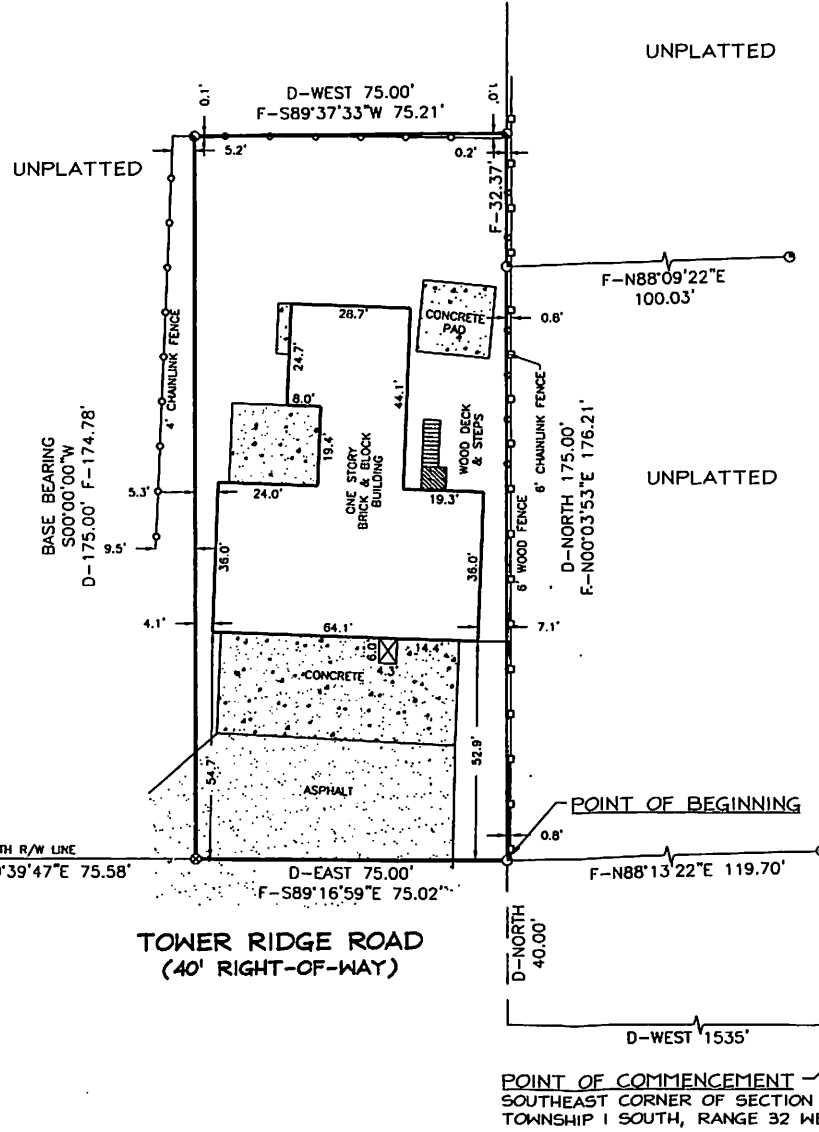 UNPLATTED
0.1'
D-WEST 75.00'
F-S89°37'33"W 75.21'
0.1'
UNPLATTED
5.2'
0.2'
F-32.37'
F-N88°09'22"E
100.03'
28.7'
CONCRETE
PAD
0.8'
4' CHAINLINK FENCE
24.7'
8.0'
44.1'
19.4'
WOOD DECK
& STEPS
6' CHAINLINK FENCE
ONE STORY
BRICK & BLOCK
BUILDING
UNPLATTED
BASE BEARING
S00°00'00"W
D-175.00' F-174.78'
5.3'
24.0'
19.3'
D-NORTH 175.00'
F-N00°03'53"E 176.21'
6' WOOD FENCE
9.5'
36.0'
36.0'
4.1'
64.1'
7.1'
6.0'
14.4'
4.3'
CONCRETE
52.9'
54.7'
ASPHALT
POINT OF BEGINNING
0.8'
TH R/W LINE
°39'47"E 75.58'
D-EAST 75.00'
F-S89°16'59"E 75.02'
F-N88°13'22"E 119.70'
TOWER RIDGE ROAD
(40' RIGHT-OF-WAY)
D-NORTH
40.00'
D-WEST 1535'
POINT OF COMMENCEMENT
SOUTHEAST CORNER OF SECTION
TOWNSHIP 1 SOUTH, RANGE 32 WE